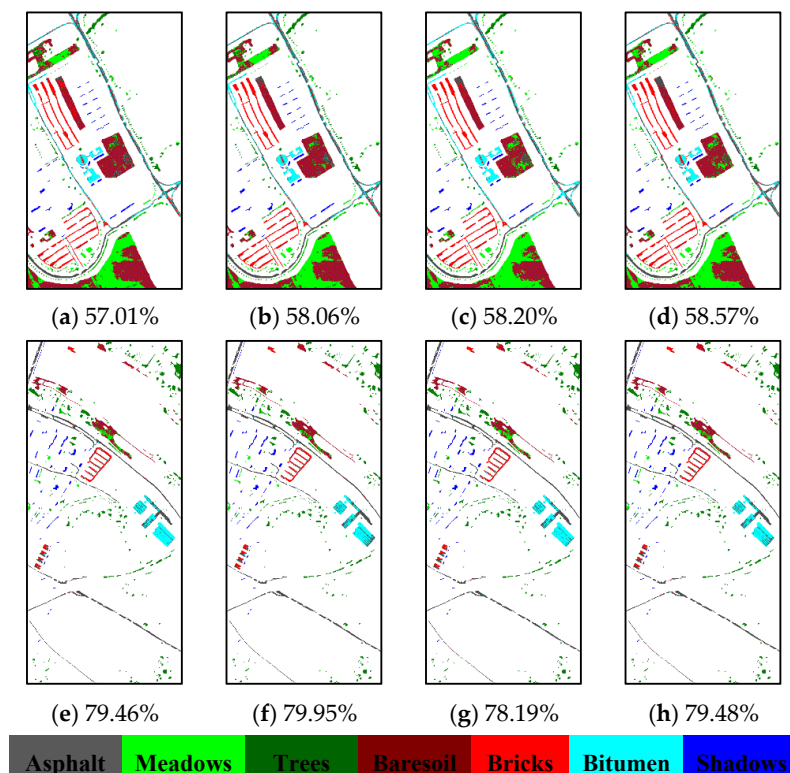 (a) 57.01% (b) 58.06% (c) 58.20% (d) 58.57%
(e) 79.46% (f) 79.95% (g) 78.19% (h) 79.48%
Asphalt Meadows Trees Baresoil Bricks Bitumen Shadows